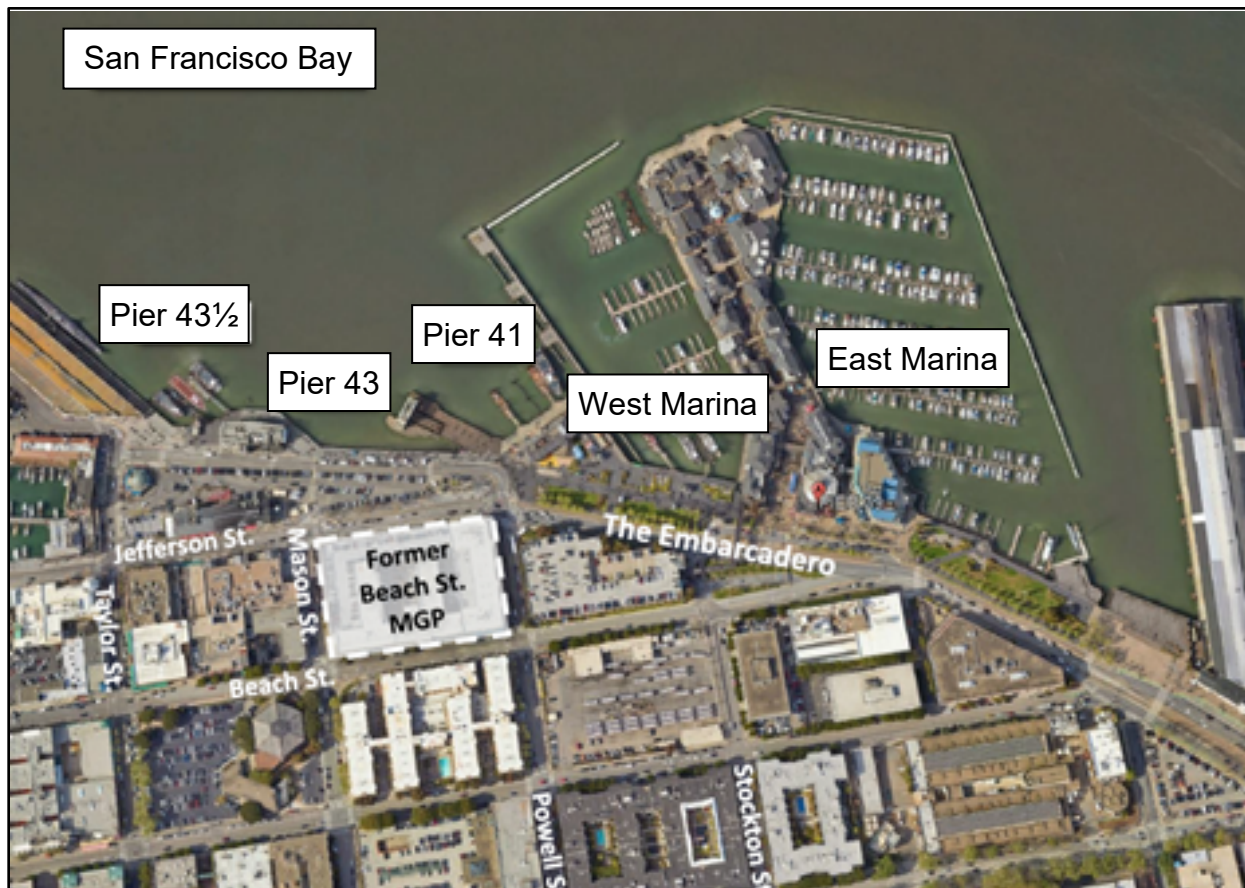 San Francisco Bay
Pier 43½
Pier 43
Pier 41
West Marina
East Marina
Jefferson St.
Mason St.
The Embarcadero
Former
Beach St.
MGP
Taylor St
Beach St.
Powell S
Stockton St